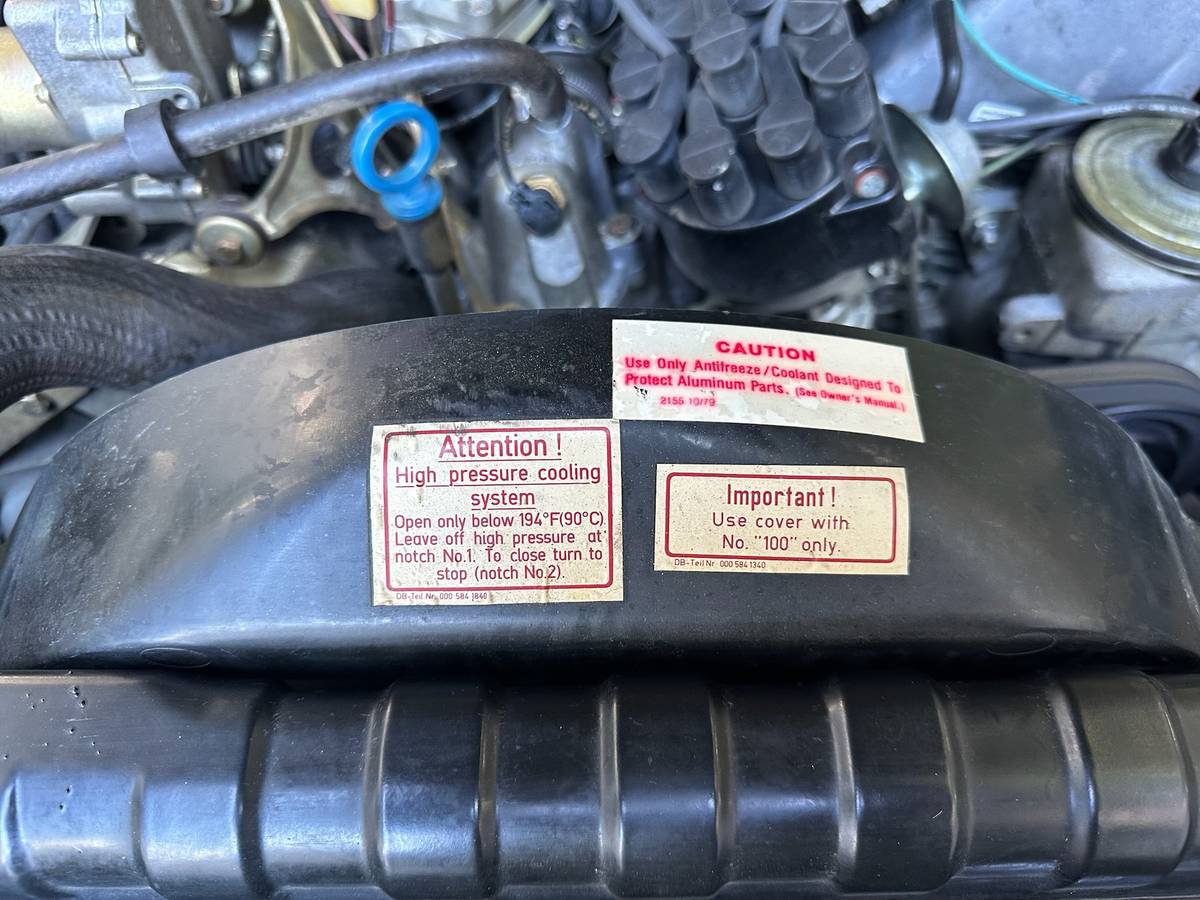 CAUTION
Use Only Antifreeze/Coolant Designed To
Protect Aluminum Parts. (See Owner's Manual.)
2155 10/79
Attention !
High pressure cooling
system
Open only below 194°F(90°C).
Leave off high pressure at
notch No.1. To close turn to
stop (notch No.2).
DB-Teil Nr. 000 584 1840
Important !
Use cover with
No. "100" only.
DB-Teil Nr. 000 584 1340